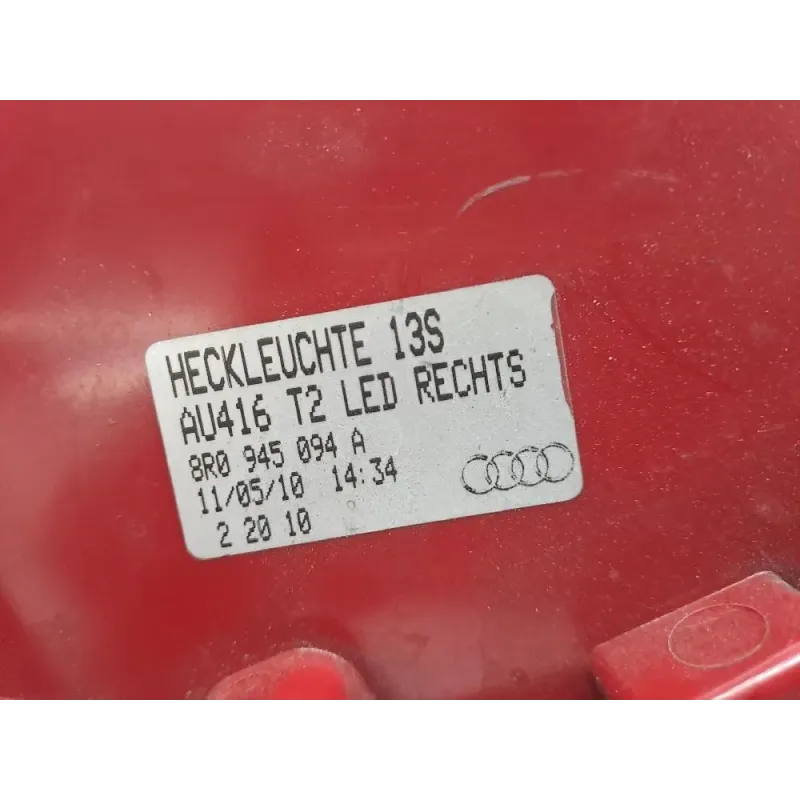 HECKLEUCHTE 13S
AU416 T2 LED RECHTS
8R0 945 094 A
11/05/10 14:34
2 20 10